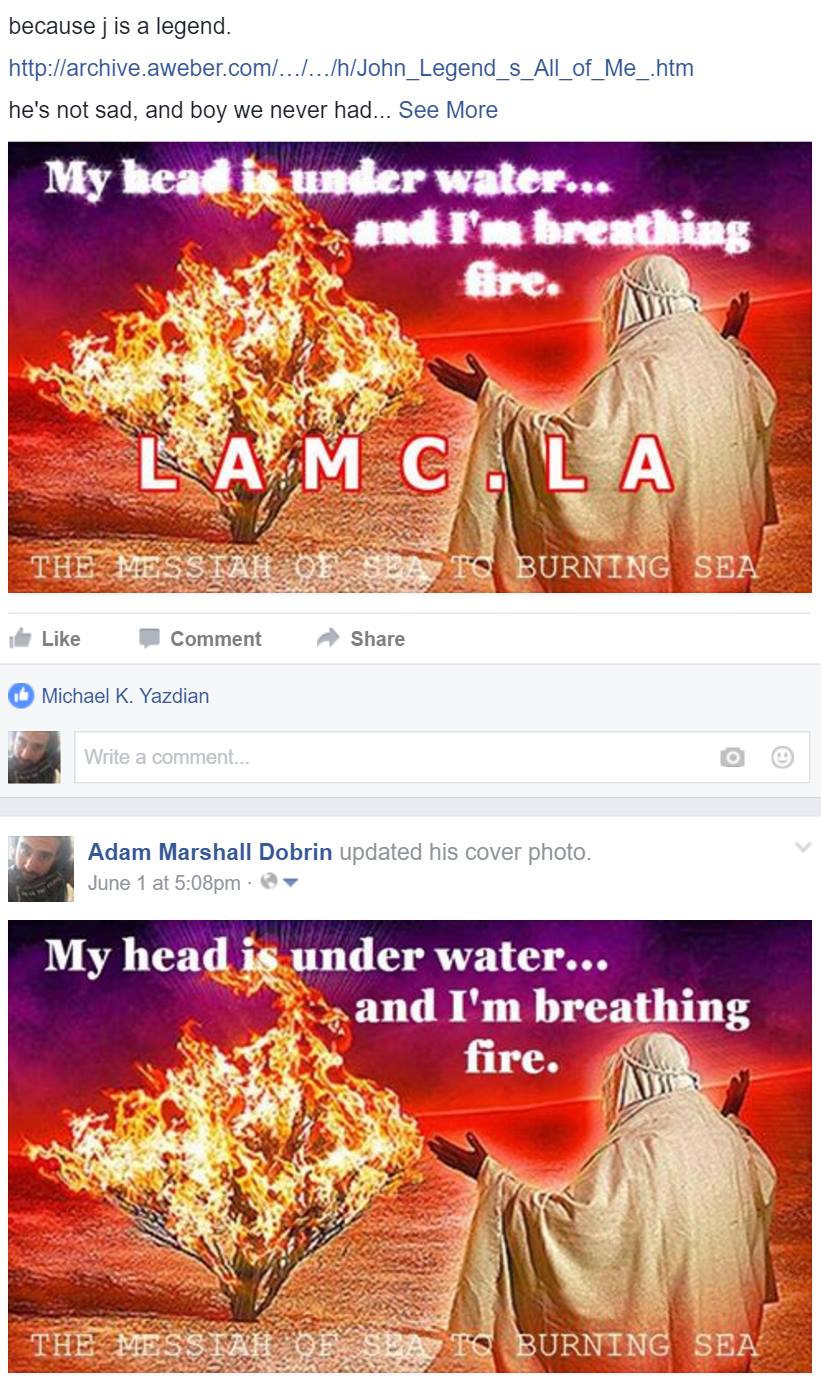 because j is a legend.
http://archive.aweber.com/…/…/h/John_Legend_s_All_of_Me_.htm
he's not sad, and boy we never had... See More
My head is under water...
and I'm breathing
fire.
L A M C . L A
THE MESSIAH OF SEA TO BURNING SEA
Like Comment Share
Michael K. Yazdian
Write a comment...
Adam Marshall Dobrin updated his cover photo.
June 1 at 5:08pm ·
My head is under water...
and I'm breathing
fire.
THE MESSIAH OF SEA TO BURNING SEA